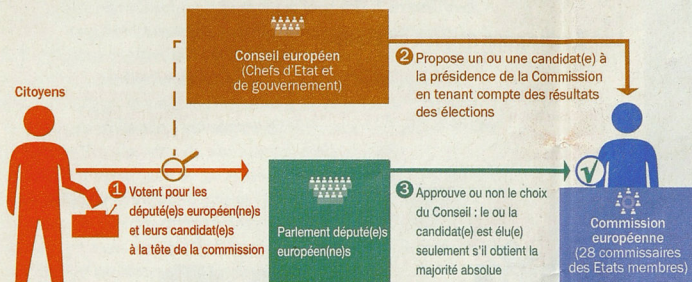 Conseil européen
(Chefs d'Etat et
de gouvernement)
2 Propose un ou une candidat(e) à
la présidence de la Commission
en tenant compte des résultats
des élections
Citoyens
1 Votent pour les
député(e)s européen(ne)s
et leurs candidat(e)s
à la tête de la commission
Parlement député(e)s
européen(ne)s
3 Approuve ou non le choix
du Conseil : le ou la
candidat(e) est élu(e)
seulement s'il obtient la
majorité absolue
Commission
européenne
(28 commissaires
des Etats membres)